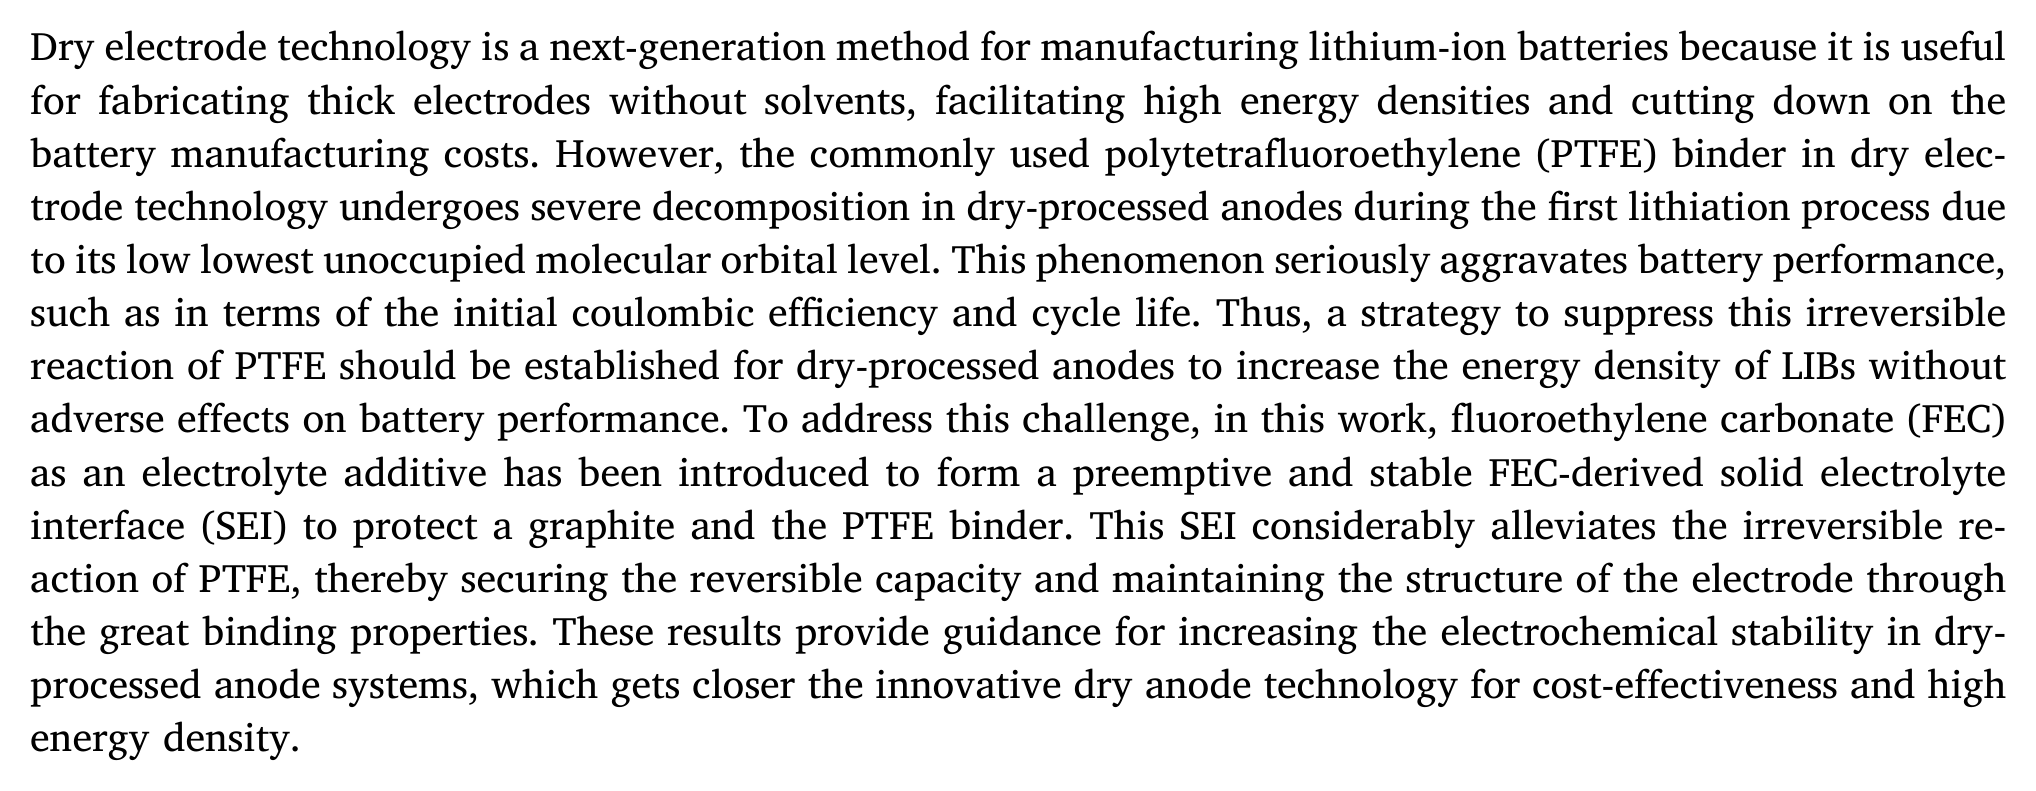 Dry electrode technology is a next-generation method for manufacturing lithium-ion batteries because it is useful
for fabricating thick electrodes without solvents, facilitating high energy densities and cutting down on the
battery manufacturing costs. However, the commonly used polytetrafluoroethylene (PTFE) binder in dry elec-
trode technology undergoes severe decomposition in dry-processed anodes during the first lithiation process due
to its low lowest unoccupied molecular orbital level. This phenomenon seriously aggravates battery performance,
such as in terms of the initial coulombic efficiency and cycle life. Thus, a strategy to suppress this irreversible
reaction of PTFE should be established for dry-processed anodes to increase the energy density of LIBs without
adverse effects on battery performance. To address this challenge, in this work, fluoroethylene carbonate (FEC)
as an electrolyte additive has been introduced to form a preemptive and stable FEC-derived solid electrolyte
interface (SEI) to protect a graphite and the PTFE binder. This SEI considerably alleviates the irreversible re-
action of PTFE, thereby securing the reversible capacity and maintaining the structure of the electrode through
the great binding properties. These results provide guidance for increasing the electrochemical stability in dry-
processed anode systems, which gets closer the innovative dry anode technology for cost-effectiveness and high
energy density.